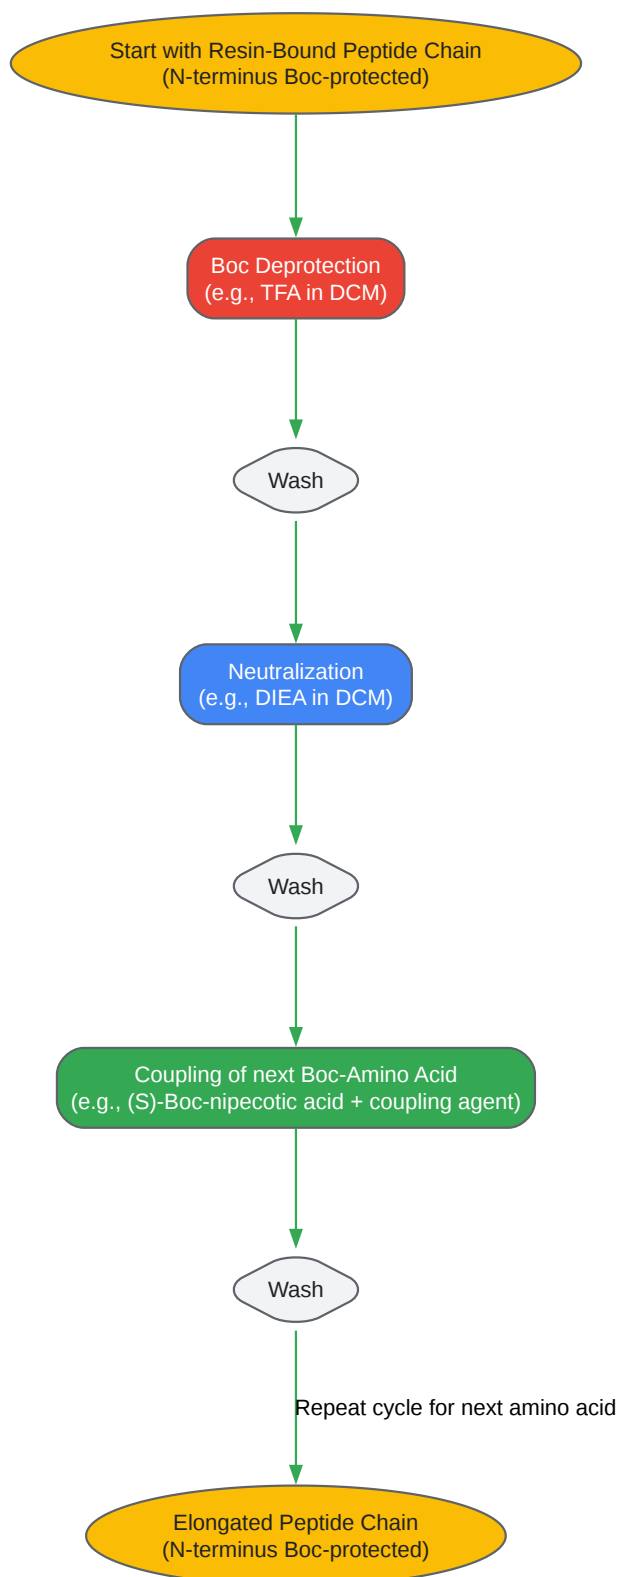 Start with Resin-Bound Peptide Chain
(N-terminus Boc-protected)
Boc Deprotection
(e.g., TFA in DCM)
Wash
Neutralization
(e.g., DIEA in DCM)
Wash
Coupling of next Boc-Amino Acid
(e.g., (S)-Boc-nipecotic acid + coupling agent)
Wash
Repeat cycle for next amino acid
Elongated Peptide Chain
(N-terminus Boc-protected)